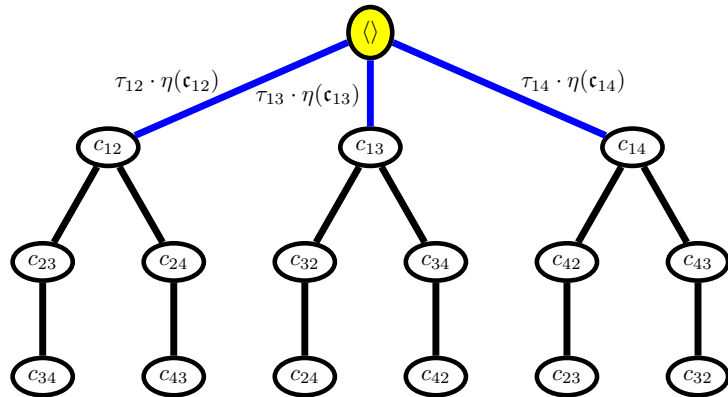 ⟨⟩
τ₁₂ · η(𝔠₁₂) τ₁₃ · η(𝔠₁₃) τ₁₄ · η(𝔠₁₄)
c₁₂ c₁₃ c₁₄
c₂₃ c₂₄ c₃₂ c₃₄ c₄₂ c₄₃
c₃₄ c₄₃ c₂₄ c₄₂ c₂₃ c₃₂